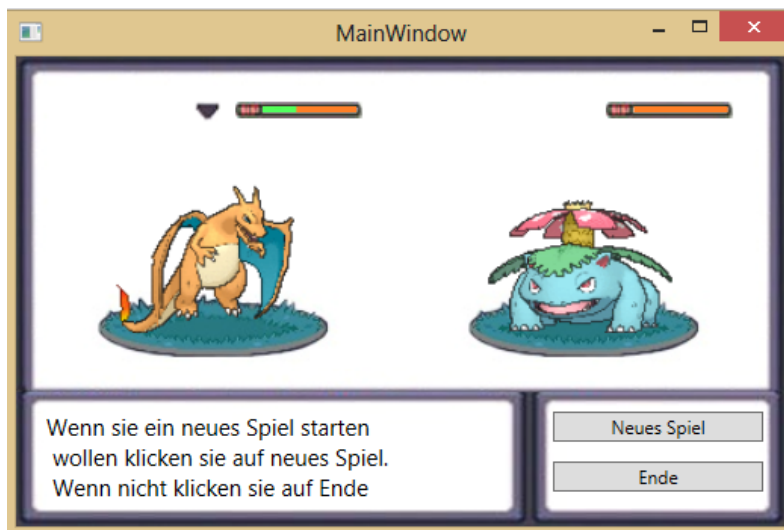 MainWindow
Wenn sie ein neues Spiel starten
wollen klicken sie auf neues Spiel.
Wenn nicht klicken sie auf Ende
Neues Spiel
Ende